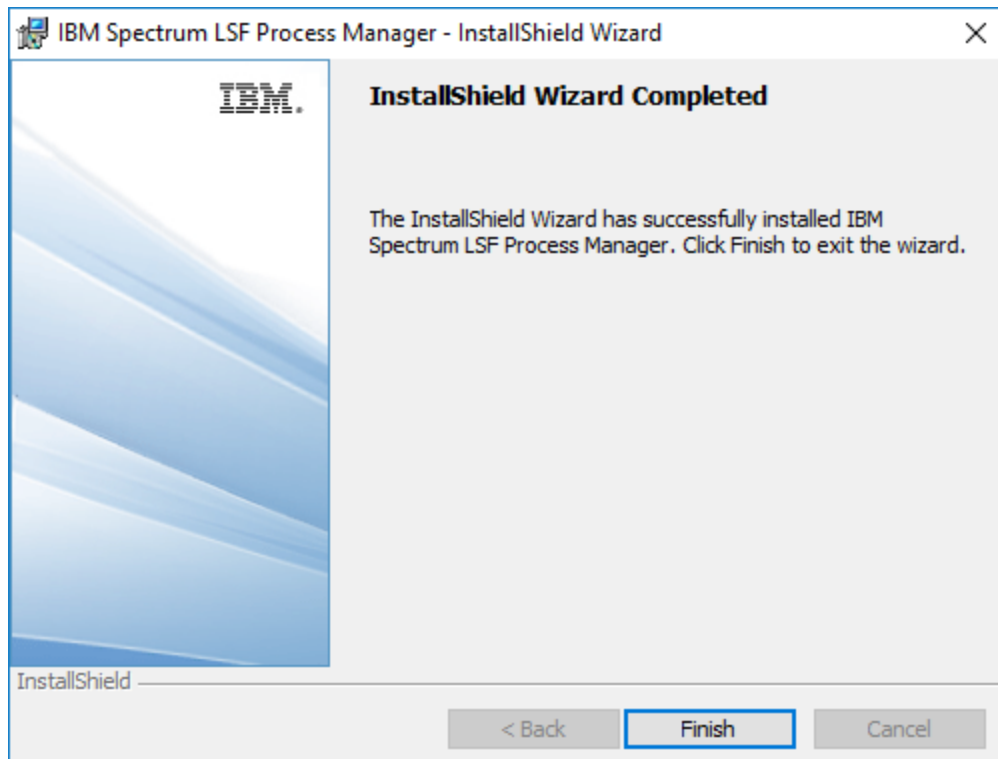 IBM Spectrum LSF Process Manager - InstallShield Wizard
IBM.
InstallShield Wizard Completed
The InstallShield Wizard has successfully installed IBM
Spectrum LSF Process Manager. Click Finish to exit the wizard.
InstallShield
< Back
Finish
Cancel